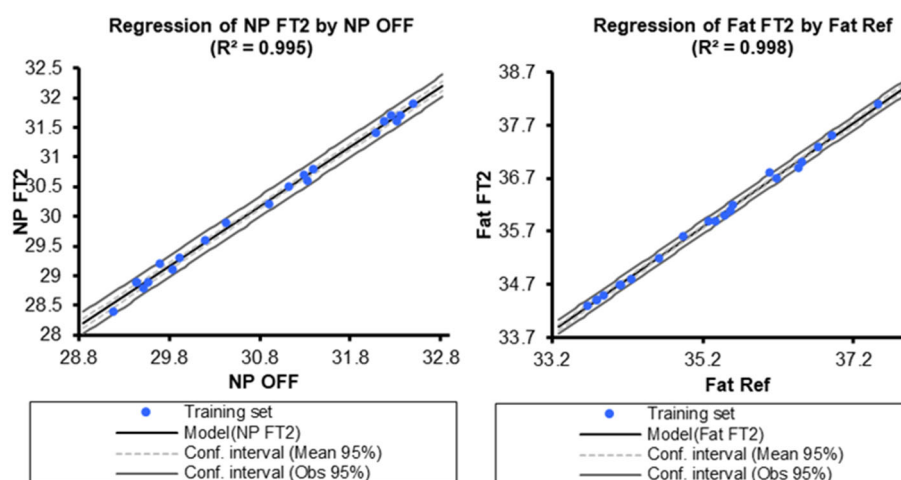 Regression of NP FT2 by NP OFF
(R² = 0.995)
32.5
32
31.5
NP FT2
30.5
30
29.5
29
28.5
28
28.8 29.8 30.8 31.8 32.8
NP OFF
Training set
Model(NP FT2)
Conf. interval (Mean 95%)
Conf. interval (Obs 95%)
Regression of Fat FT2 by Fat Ref
(R² = 0.998)
38.7
37.7
36.7
Fat FT2
35.7
34.7
33.7
33.2 35.2 37.2
Fat Ref
Training set
Model(Fat FT2)
Conf. interval (Mean 95%)
Conf. interval (Obs 95%)